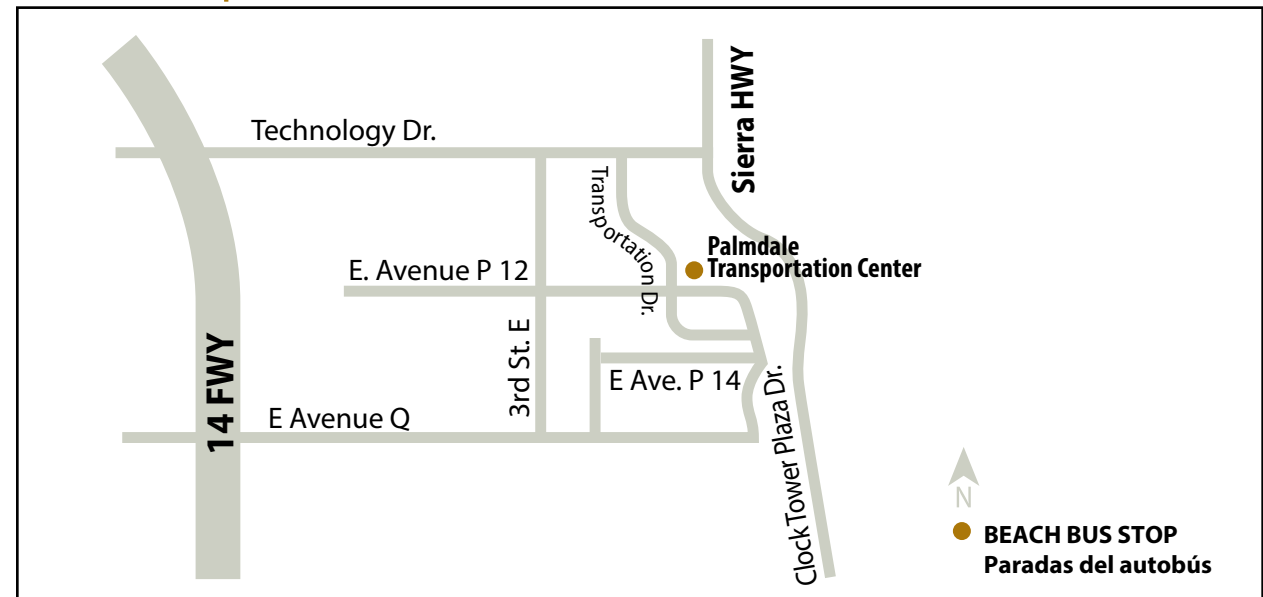 Technology Dr.
Sierra HWY
Transportation Dr.
Palmdale
Transportation Center
E. Avenue P 12
3rd St. E
14 FWY
E Ave. P 14
E Avenue Q
Clock Tower Plaza Dr.
N
BEACH BUS STOP
Paradas del autobús